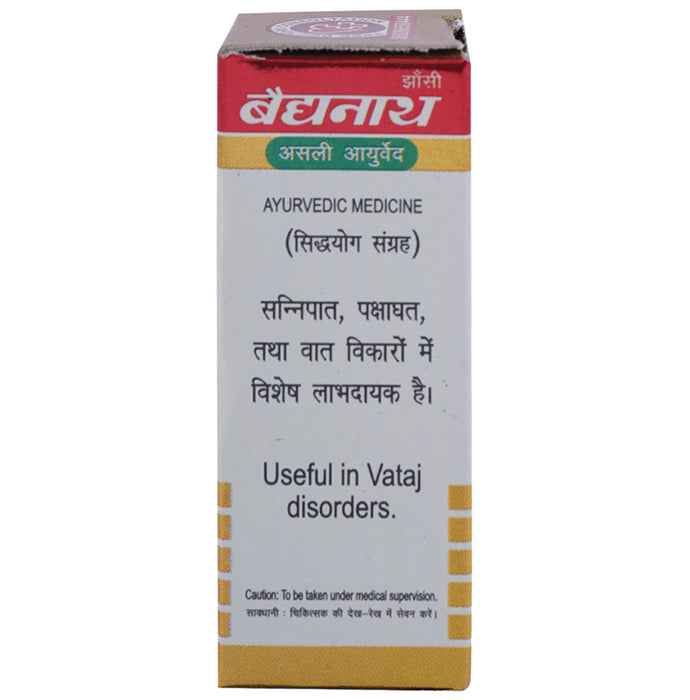 झाँसी
बैद्यनाथ
असली आयुर्वेद
AYURVEDIC MEDICINE
(सिद्धयोग संग्रह)
सन्निपात, पक्षाघत,
तथा वात विकारों में
विशेष लाभदायक है।
Useful in Vataj
disorders.
Caution: To be taken under medical supervision.
सावधानी : चिकित्सक की देख-रेख में सेवन करें।